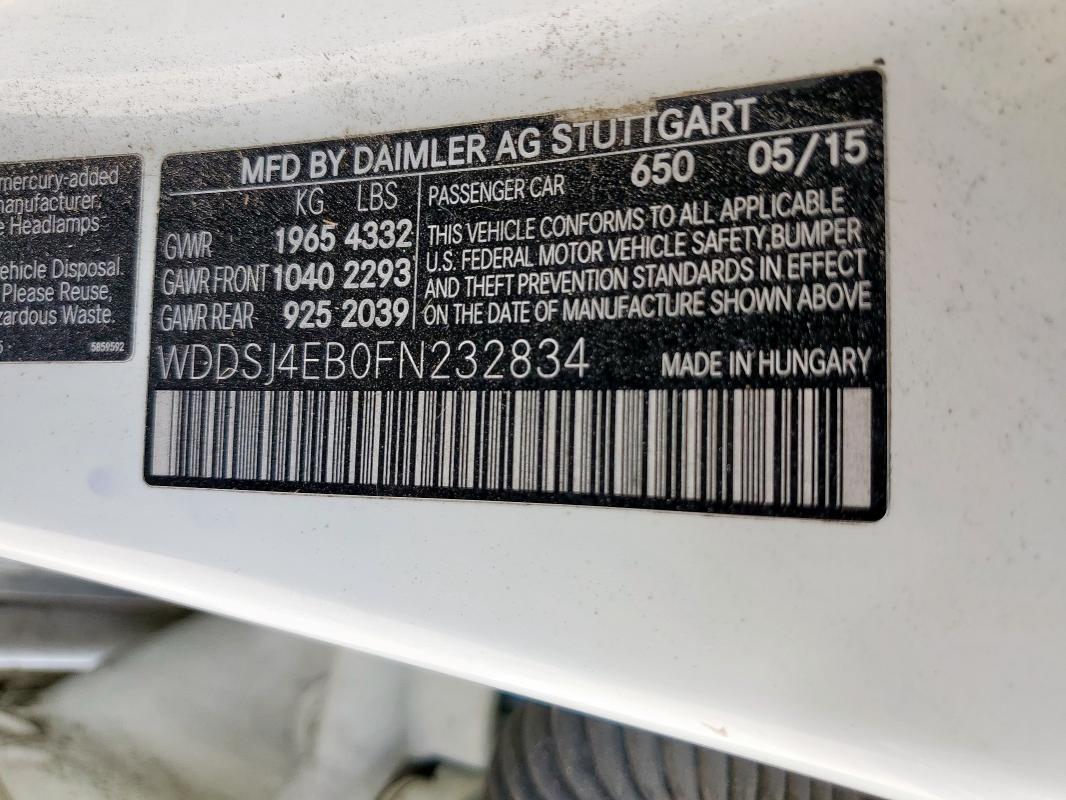 mercury-added
manufacturer,
Headlamps
Vehicle Disposal
Please Reuse,
Hazardous Waste.
5859592
MFD BY DAIMLER AG STUTTGART
KG LBS
GVWR 1965 4332
GAWR FRONT 1040 2293
GAWR REAR 925 2039
PASSENGER CAR 650 05/15
THIS VEHICLE CONFORMS TO ALL APPLICABLE
U.S. FEDERAL MOTOR VEHICLE SAFETY, BUMPER
AND THEFT PREVENTION STANDARDS IN EFFECT
ON THE DATE OF MANUFACTURE SHOWN ABOVE
WDDSJ4EB0FN232834 MADE IN HUNGARY